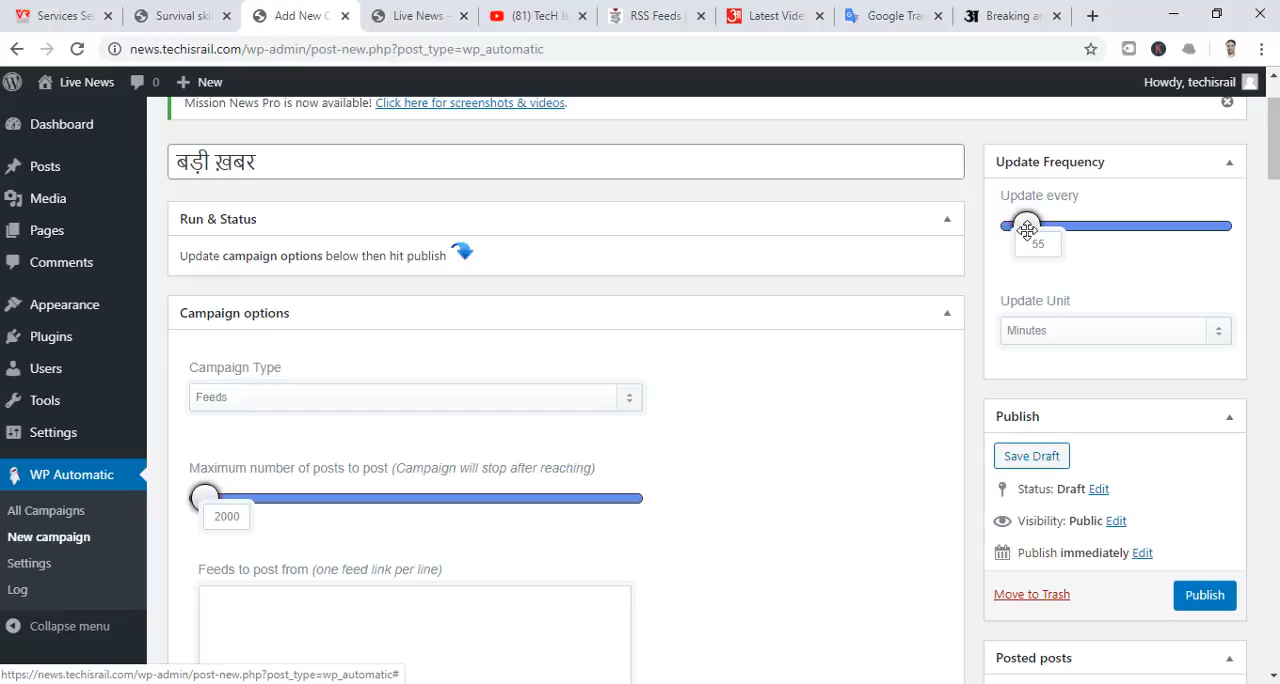 Services Se
Survival ski
Add New C
Live News –
(81) TecH Is
RSS Feeds
Latest Vide
Google Tra
Breaking an
news.techisrail.com/wp-admin/post-new.php?post_type=wp_automatic
Live News
0
New
Howdy, techisrail
Mission News Pro is now available! Click here for screenshots & videos.
Dashboard
Posts
Media
Pages
Comments
Appearance
Plugins
Users
Tools
Settings
WP Automatic
All Campaigns
New campaign
Settings
Log
Collapse menu
बड़ी ख़बर
Run & Status
Update campaign options below then hit publish
Campaign options
Campaign Type
Feeds
Maximum number of posts to post (Campaign will stop after reaching)
2000
Feeds to post from (one feed link per line)
Update Frequency
Update every
55
Update Unit
Minutes
Publish
Save Draft
Status: Draft Edit
Visibility: Public Edit
Publish immediately Edit
Move to Trash
Publish
Posted posts
https://news.techisrail.com/wp-admin/post-new.php?post_type=wp_automatic#